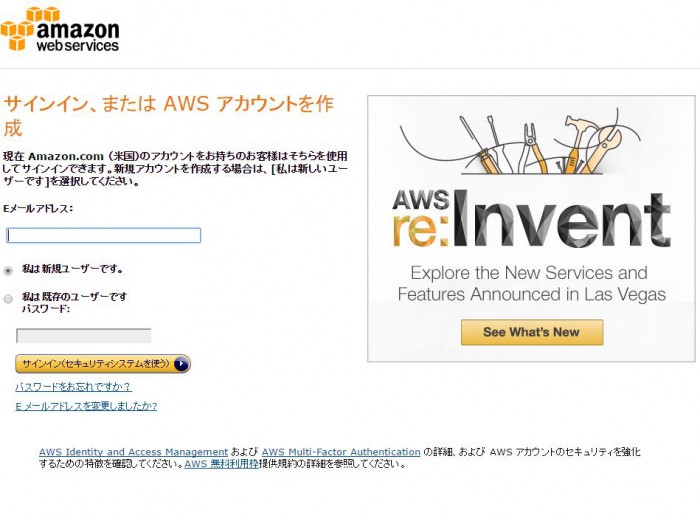 amazon
webservices
サインイン、または AWS アカウントを作
成
現在 Amazon.com (米国)のアカウントをお持ちのお客様はそちらを使用
してサインインできます。新規アカウントを作成する場合は、[私は新しいユー
ザーです]を選択してください。
Eメールアドレス:
私は新規ユーザーです。
私は既存のユーザーです
パスワード:
サインイン(セキュリティシステムを使う)
パスワードをお忘れですか?
E メールアドレスを変更しましたか?
AWS
re:Invent
Explore the New Services and
Features Announced in Las Vegas
See What's New
AWS Identity and Access Management および AWS Multi-Factor Authentication の詳細、および AWS アカウントのセキュリティを強化
するための特徴を確認してください。AWS 無料利用枠提供規約の詳細を参照してください。